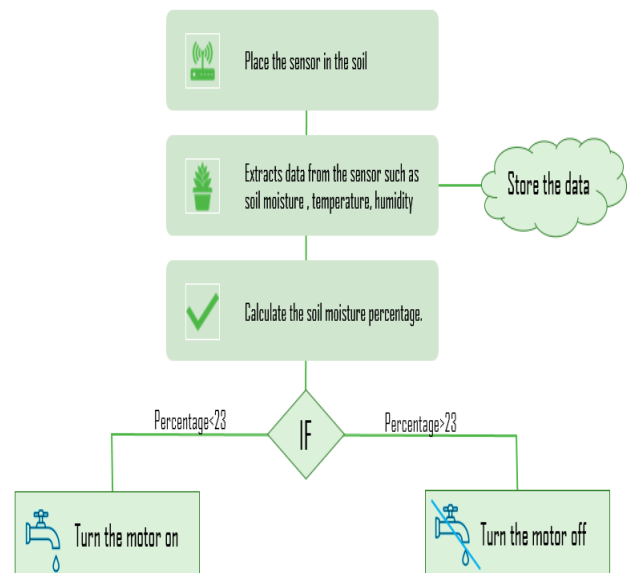 Place the sensor in the soil
Extracts data from the sensor such as
soil moisture , temperature, humidity
Store the data
Calculate the soil moisture percentage.
IF
Percentage<23
Percentage>23
Turn the motor on
Turn the motor off